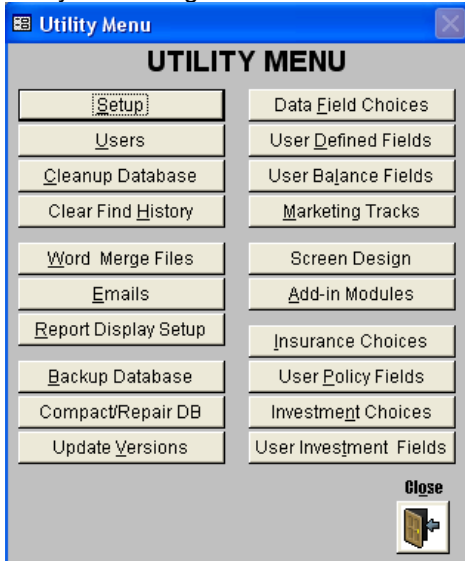 Utility Menu
UTILITY MENU
Setup
Users
Cleanup Database
Clear Find History
Word Merge Files
Emails
Report Display Setup
Backup Database
Compact/Repair DB
Update Versions
Data Field Choices
User Defined Fields
User Balance Fields
Marketing Tracks
Screen Design
Add-in Modules
Insurance Choices
User Policy Fields
Investment Choices
User Investment Fields
Close